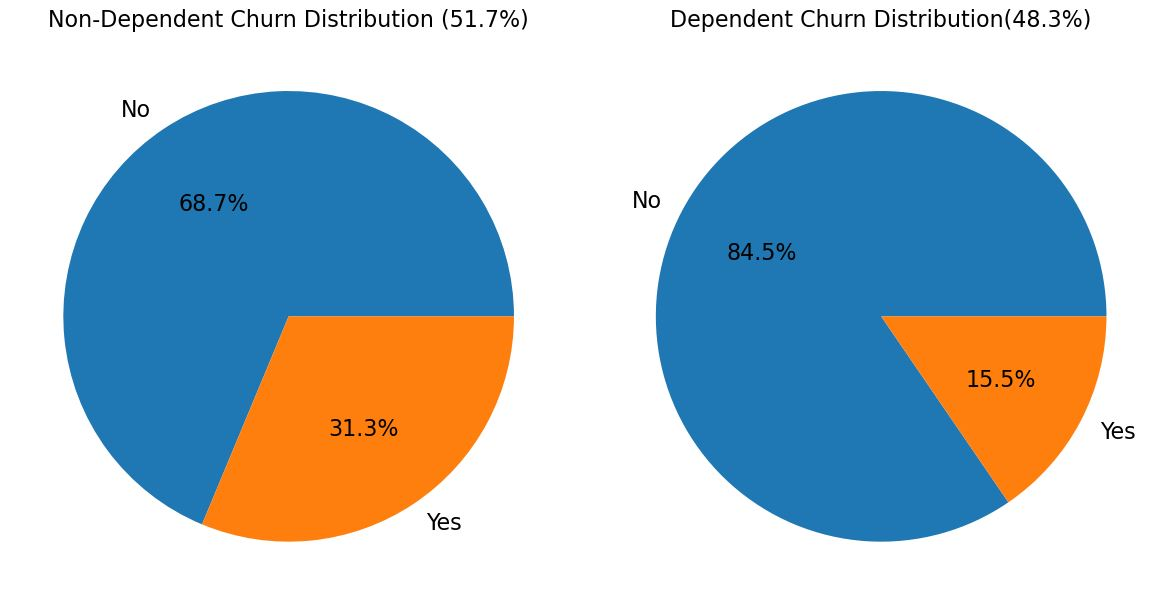 Non-Dependent Churn Distribution (51.7%)
No
68.7%
31.3%
Yes
Dependent Churn Distribution(48.3%)
No
84.5%
15.5%
Yes